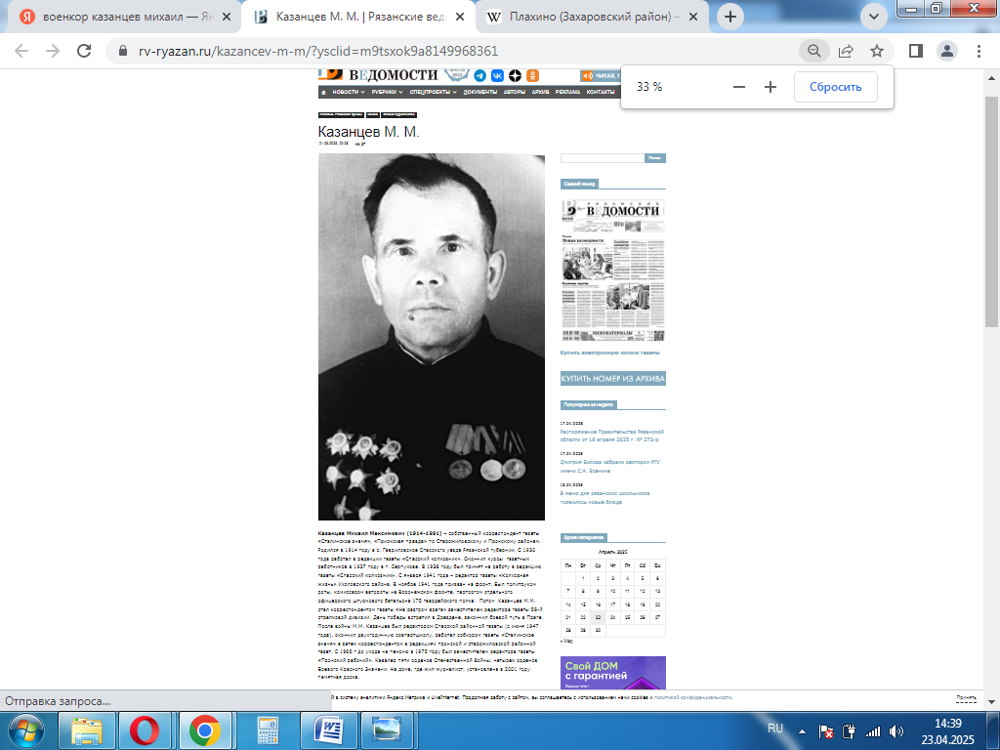 военкор казанцев михаил — Ян
Казанцев М. М. | Рязанские вед
Плахино (Захаровский район) –
rv-ryazan.ru/kazancev-m-m/?ysclid=m9tsxok9a8149968361
33 %
Сбросить
ВЕДОМОСТИ
ЧИТАЙ, Г
НОВОСТИ РУБРИКИ СПЕЦПРОЕКТЫ ДОКУМЕНТЫ АВТОРЫ АРХИВ РЕКЛАМА КОНТАКТЫ
Казанцев М. М.
Поиск
Свежий номер
РЯЗАНСКИЕ
ВЕДОМОСТИ
Новые возможности
Купить электронную копию газеты
КУПИТЬ НОМЕР ИЗ АРХИВА
Популярное за неделю
17.04.2025
Распоряжение Правительства Рязанской
области от 16 апреля 2025 г. № 272-р
17.04.2025
Дмитрия Бокова избрали ректором РГУ
имени С.А. Есенина
18.04.2025
В меню для рязанских школьников
появились новые блюда
Архив материалов
Апрель 2025
Пн Вт Ср Чт Пт Сб Вс
1 2 3 4 5 6
7 8 9 10 11 12 13
14 15 16 17 18 19 20
21 22 23 24 25 26 27
28 29 30
« Мар
Свой ДОМ
с гарантией
Казанцев Михаил Максимович (1914-1991) – собственный корреспондент газеты
«Сталинское знамя», «Приокская правда» по Старожиловскому и Пронскому районам.
Родился в 1914 году в с. Гавриловское Спасского уезда Рязанской губернии. С 1930
года работал в редакции газеты «Спасский колхозник». Окончил курсы газетных
работников в 1937 году в г. Серпухове. В 1938 году был принят на работу в редакцию
газеты «Спасский колхозник». С января 1941 года – редактор газеты «Колхозная
жизнь» Ухоловского района. В ноябре 1941 года призван на фронт. Был политруком
роты, комиссаром автороты на Воронежском фронте, парторгом отдельного
офицерского штурмового батальона 175 гвардейского полка. Потом Казанцев М.М.
стал корреспондентом газеты «На разгром врага» заместителем редактора газеты 58-й
стрелковой дивизии. День победы встретил в Дрездене, закончил боевой путь в Праге.
После войны М.М. Казанцев был редактором Спасской районной газеты (с июня 1947
года), окончил двухгодичную совпартшколу, работал собкором газеты «Сталинское
знамя» а затем корреспондентом в редакциях пронской и старожиловской районной
газет. С 1966 г до ухода на пенсию в 1975 году был заместителем редактора газеты
«Пронский рабочий». Кавалер пяти орденов Отечественной Войны, четырех орденов
Боевого Красного Знамени. На доме, где жил журналист, установлена в 2001 году
памятная доска.
й в систему аналитики Яндекс.Метрика и LiveInternet. Продолжая работу с сайтом, вы соглашаетесь с использованием нами cookies и политикой конфиденциальности.
Принять
Отправка запроса...
RU
14:39
23.04.2025